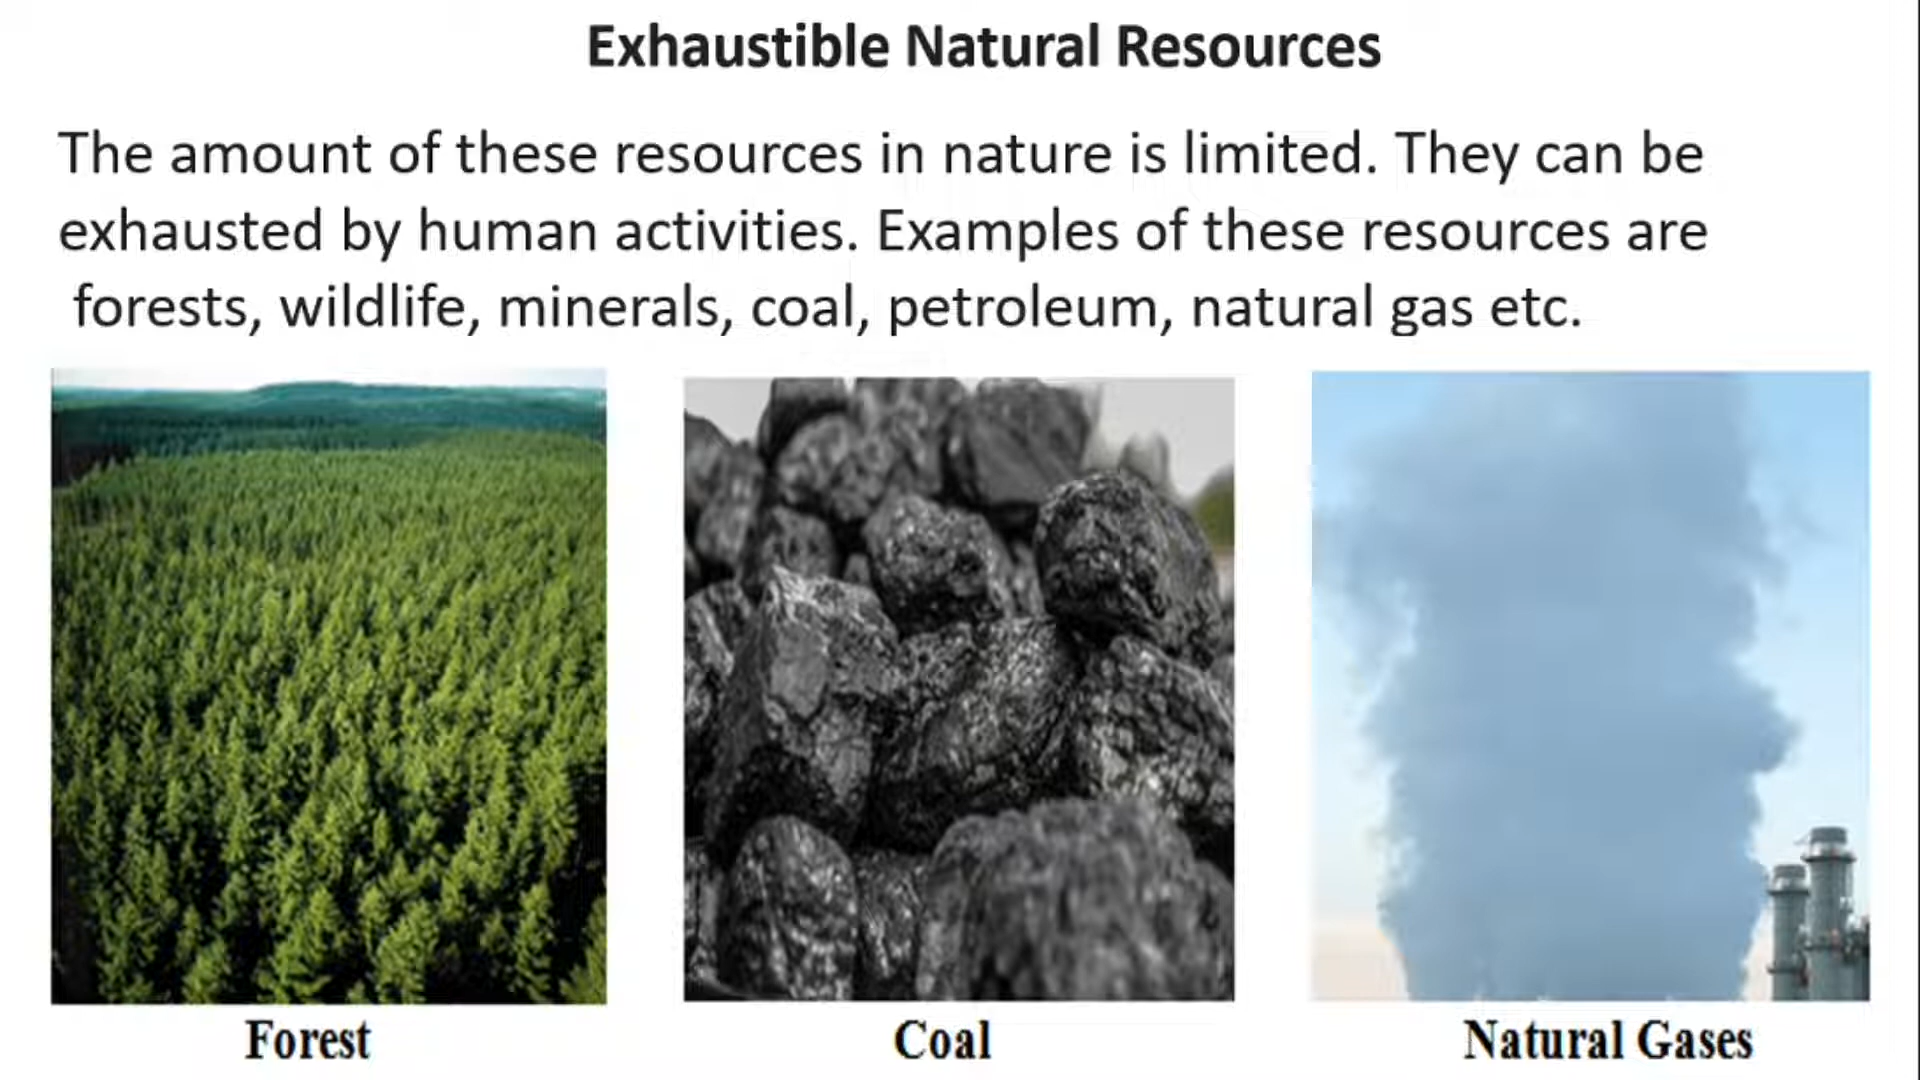 Exhaustible Natural Resources
The amount of these resources in nature is limited. They can be
exhausted by human activities. Examples of these resources are
forests, wildlife, minerals, coal, petroleum, natural gas etc.
Forest
Coal
Natural Gases